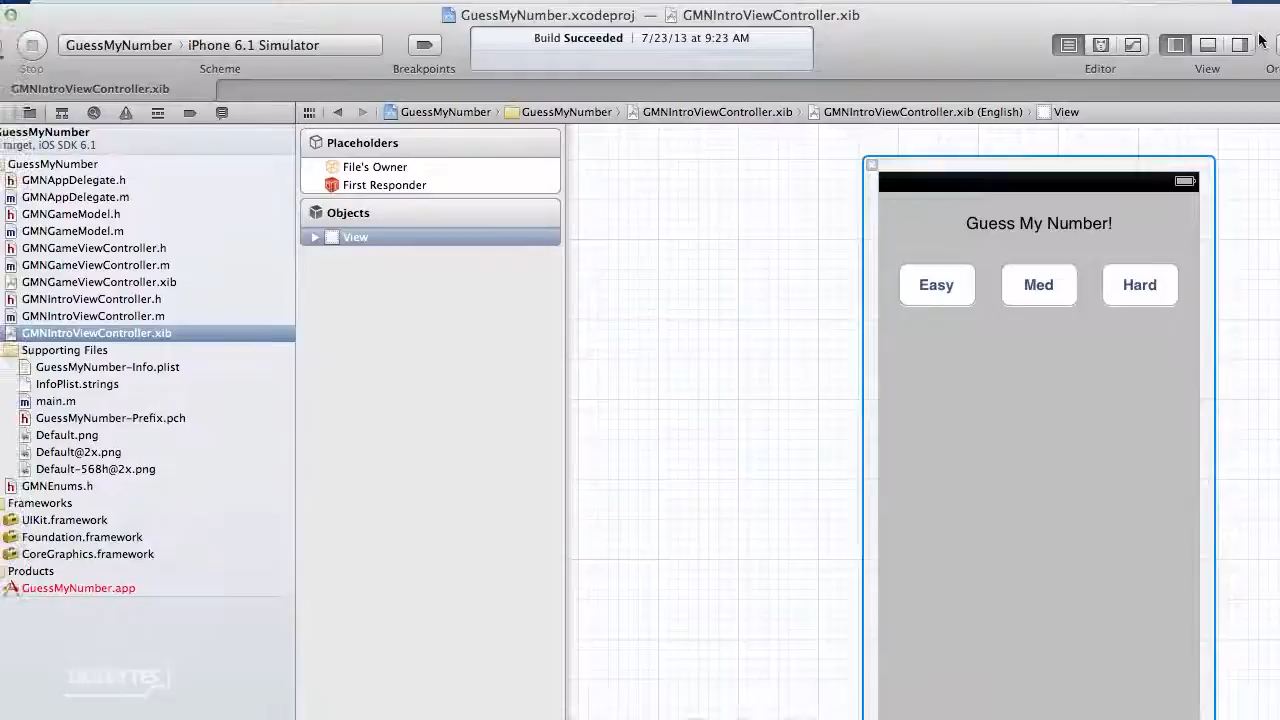 GuessMyNumber.xcodeproj — GMNIntroViewController.xib
GuessMyNumber › iPhone 6.1 Simulator
Build Succeeded | 7/23/13 at 9:23 AM
Stop
Scheme
Breakpoints
Editor
View
GMNIntroViewController.xib
GuessMyNumber › GuessMyNumber › GMNIntroViewController.xib › GMNIntroViewController.xib (English) › View
GuessMyNumber
target, iOS SDK 6.1
GuessMyNumber
GMNAppDelegate.h
GMNAppDelegate.m
GMNGameModel.h
GMNGameModel.m
GMNGameViewController.h
GMNGameViewController.m
GMNGameViewController.xib
GMNIntroViewController.h
GMNIntroViewController.m
GMNIntroViewController.xib
Supporting Files
GuessMyNumber-Info.plist
InfoPlist.strings
main.m
GuessMyNumber-Prefix.pch
Default.png
Default@2x.png
Default-568h@2x.png
GMNEnums.h
Frameworks
UIKit.framework
Foundation.framework
CoreGraphics.framework
Products
GuessMyNumber.app
Placeholders
File's Owner
First Responder
Objects
View
Guess My Number!
Easy
Med
Hard